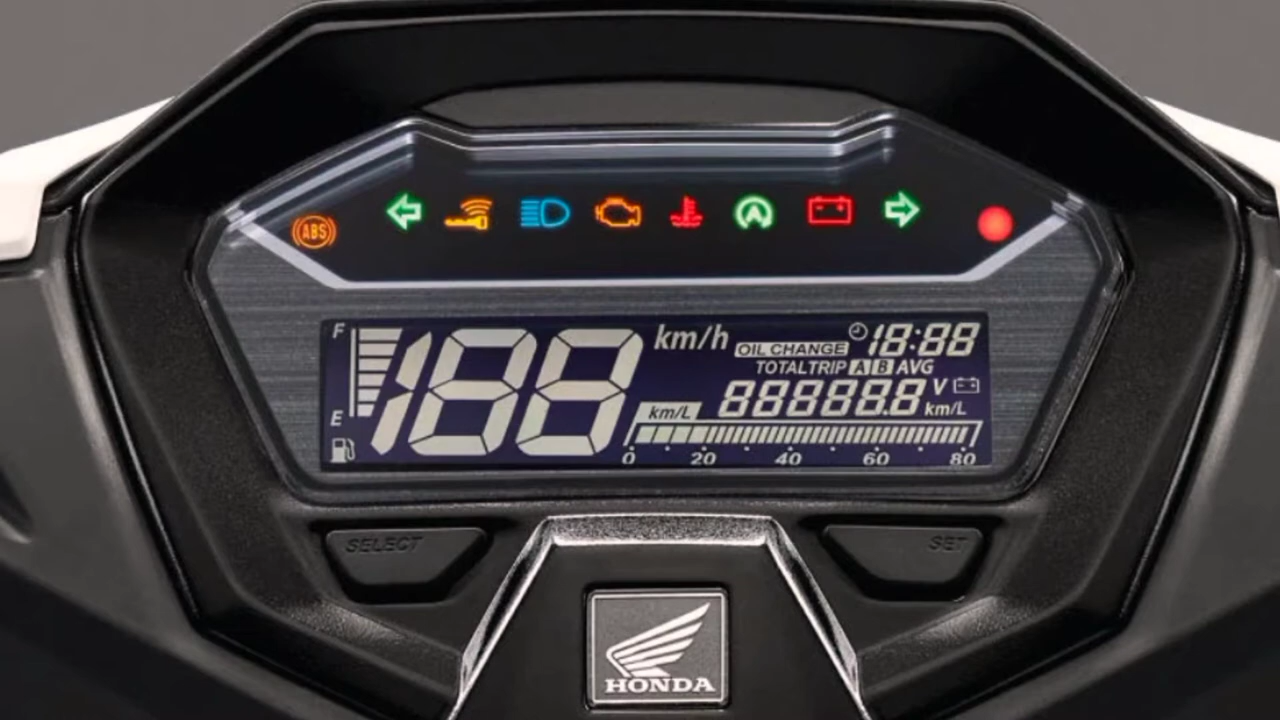 ABS
F
E
188 km/h
OIL CHANGE 18:88
TOTALTRIP A B AVG
88888.8 V
km/L
km/L
0 20 40 60 80
SELECT
SET
HONDA